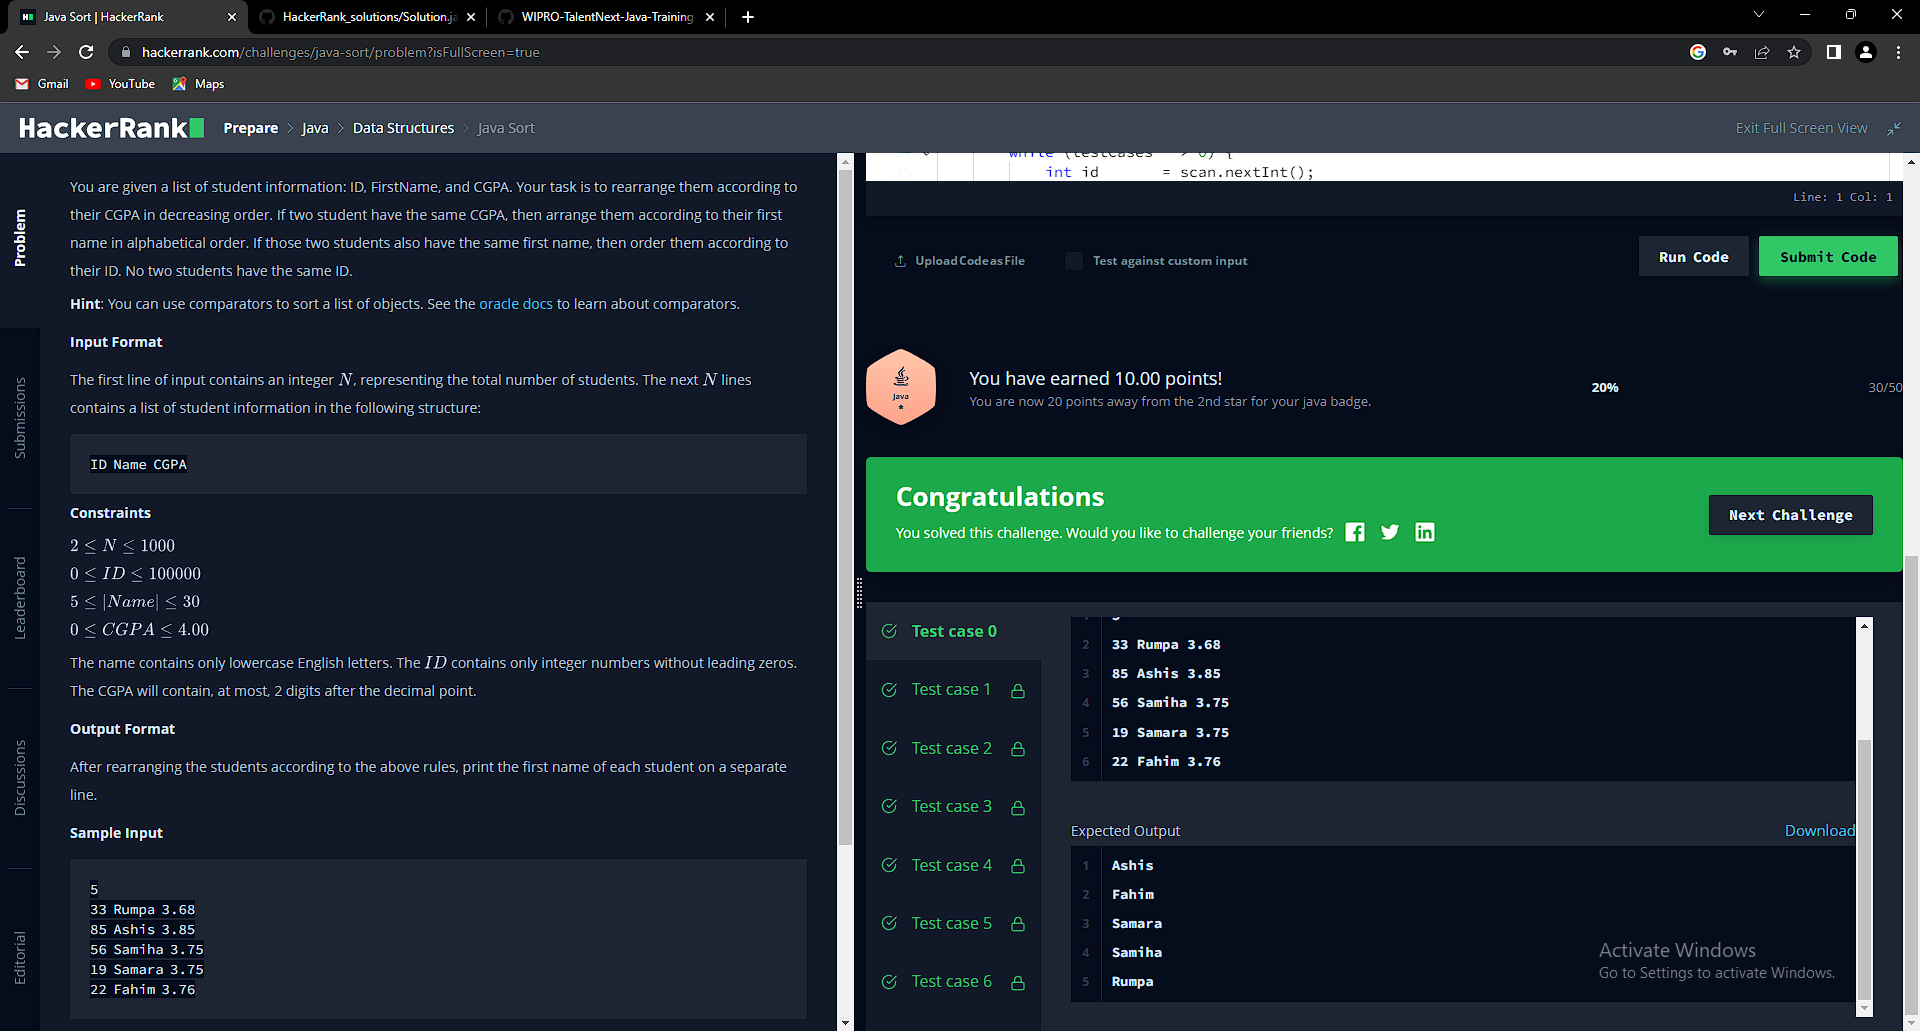 Java Sort | HackerRank
HackerRank_solutions/Solution.ja
WIPRO-TalentNext-Java-Training
hackerrank.com/challenges/java-sort/problem?isFullScreen=true
Gmail
YouTube
Maps
HackerRank
Prepare > Java > Data Structures > Java Sort
Exit Full Screen View
Problem
Submissions
Leaderboard
Discussions
Editorial
You are given a list of student information: ID, FirstName, and CGPA. Your task is to rearrange them according to
their CGPA in decreasing order. If two student have the same CGPA, then arrange them according to their first
name in alphabetical order. If those two students also have the same first name, then order them according to
their ID. No two students have the same ID.
Hint: You can use comparators to sort a list of objects. See the oracle docs to learn about comparators.
Input Format
The first line of input contains an integer N, representing the total number of students. The next N lines
contains a list of student information in the following structure:
ID Name CGPA
Constraints
2 ≤ N ≤ 1000
0 ≤ ID ≤ 100000
5 ≤ |Name| ≤ 30
0 ≤ CGPA ≤ 4.00
The name contains only lowercase English letters. The ID contains only integer numbers without leading zeros.
The CGPA will contain, at most, 2 digits after the decimal point.
Output Format
After rearranging the students according to the above rules, print the first name of each student on a separate
line.
Sample Input
5
33 Rumpa 3.68
85 Ashis 3.85
56 Samiha 3.75
19 Samara 3.75
22 Fahim 3.76
int id = scan.nextInt();
Line: 1 Col: 1
Upload Code as File
Test against custom input
Run Code
Submit Code
Java
You have earned 10.00 points!
You are now 20 points away from the 2nd star for your java badge.
20%
30/50
Congratulations
You solved this challenge. Would you like to challenge your friends?
Next Challenge
Test case 0
Test case 1
Test case 2
Test case 3
Test case 4
Test case 5
Test case 6
2 33 Rumpa 3.68
3 85 Ashis 3.85
4 56 Samiha 3.75
5 19 Samara 3.75
6 22 Fahim 3.76
Expected Output
Download
1 Ashis
2 Fahim
3 Samara
4 Samiha
5 Rumpa
Activate Windows
Go to Settings to activate Windows.